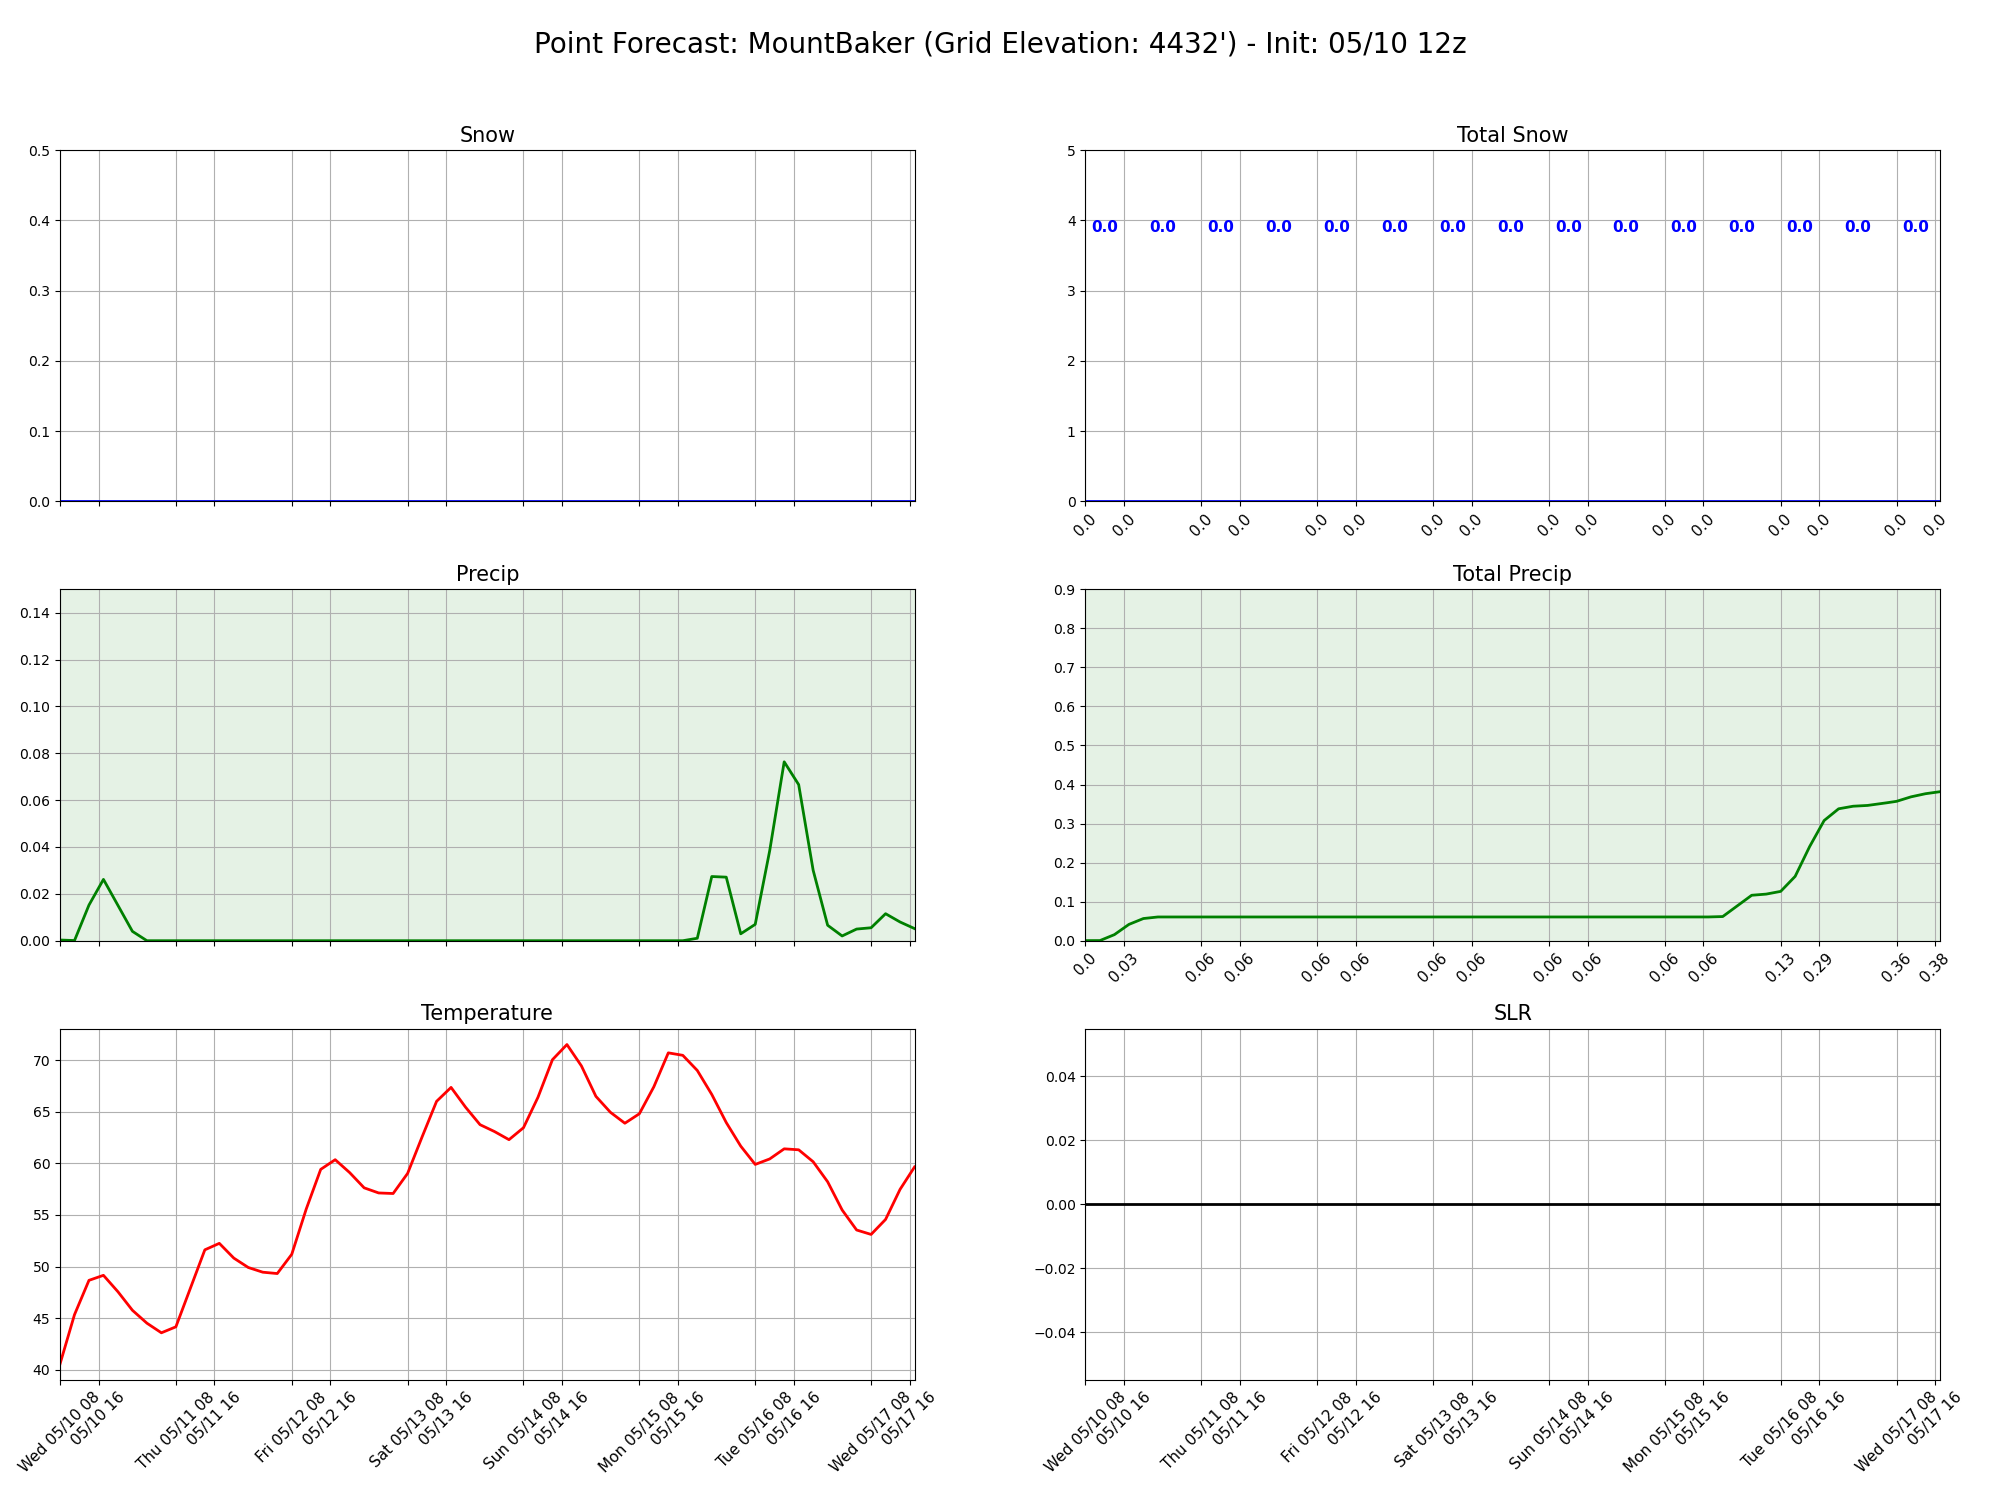 Point Forecast: MountBaker (Grid Elevation: 4432') - Init: 05/10 12z
Snow
0.5
0.4
0.3
0.2
0.1
0.0
Total Snow
5
4
3
2
1
0
0.0 0.0 0.0 0.0 0.0 0.0 0.0 0.0 0.0 0.0 0.0 0.0 0.0 0.0 0.0
0.0 0.0 0.0 0.0 0.0 0.0 0.0 0.0 0.0 0.0 0.0 0.0 0.0 0.0 0.0 0.0
Precip
0.14
0.12
0.10
0.08
0.06
0.04
0.02
0.00
Total Precip
0.9
0.8
0.7
0.6
0.5
0.4
0.3
0.2
0.1
0.0
0.0 0.03 0.06 0.06 0.06 0.06 0.06 0.06 0.06 0.06 0.06 0.06 0.13 0.29 0.36 0.38
Temperature
70
65
60
55
50
45
40
Wed 05/10 08
05/10 16
Thu 05/11 08
05/11 16
Fri 05/12 08
05/12 16
Sat 05/13 08
05/13 16
Sun 05/14 08
05/14 16
Mon 05/15 08
05/15 16
Tue 05/16 08
05/16 16
Wed 05/17 08
05/17 16
SLR
0.04
0.02
0.00
−0.02
−0.04
Wed 05/10 08
05/10 16
Thu 05/11 08
05/11 16
Fri 05/12 08
05/12 16
Sat 05/13 08
05/13 16
Sun 05/14 08
05/14 16
Mon 05/15 08
05/15 16
Tue 05/16 08
05/16 16
Wed 05/17 08
05/17 16